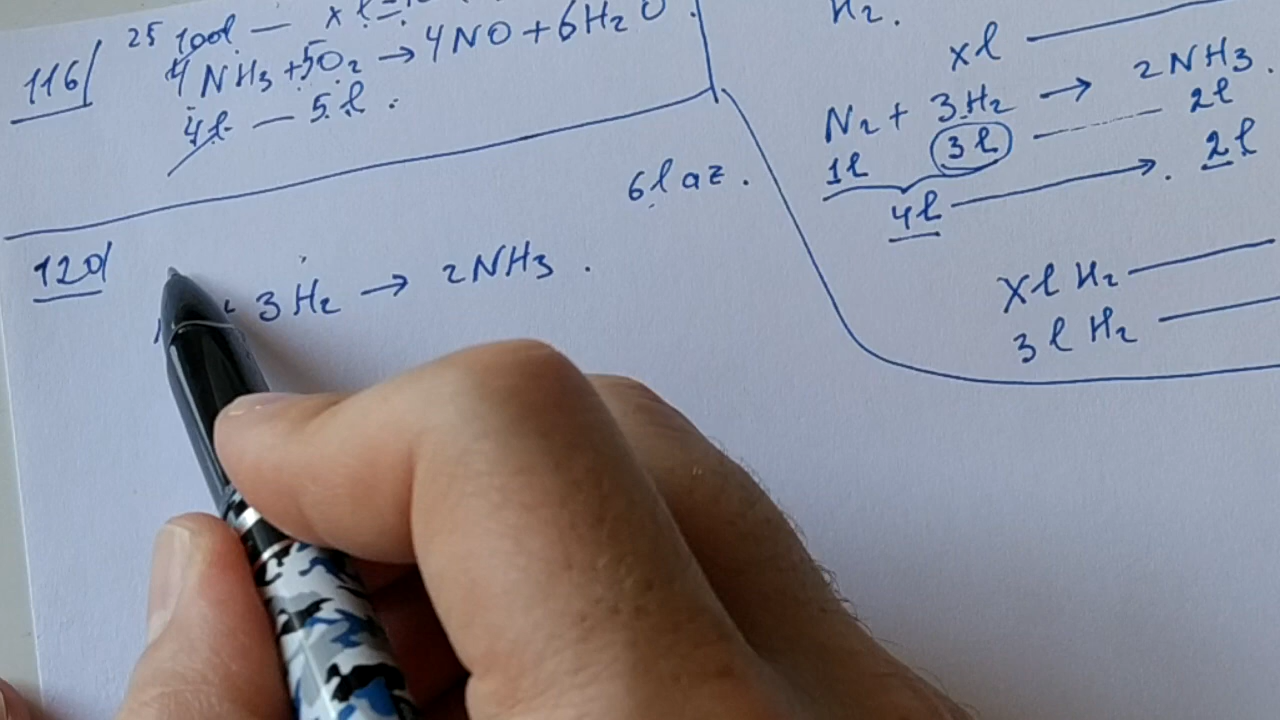 25 100l — x l =
116/ 4NH3 + 5O2 → 4NO + 6H2O.
4l — 5l.
H2.
xl
N2 + 3H2 → 2NH3.
1l 3l 2l
4l → 2l
6l az.
xl H2
3l H2
120/ 3H2 → 2NH3.